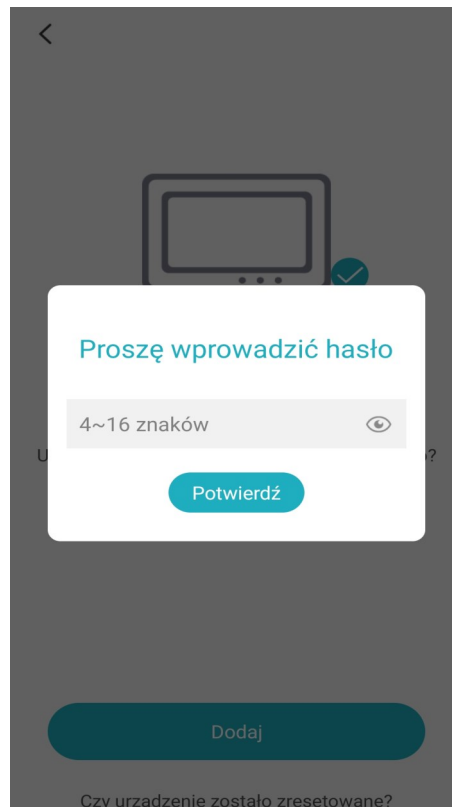 Proszę wprowadzić hasło
4~16 znaków
U ?
Potwierdź
Dodaj
Czy urządzenie zostało zresetowane?